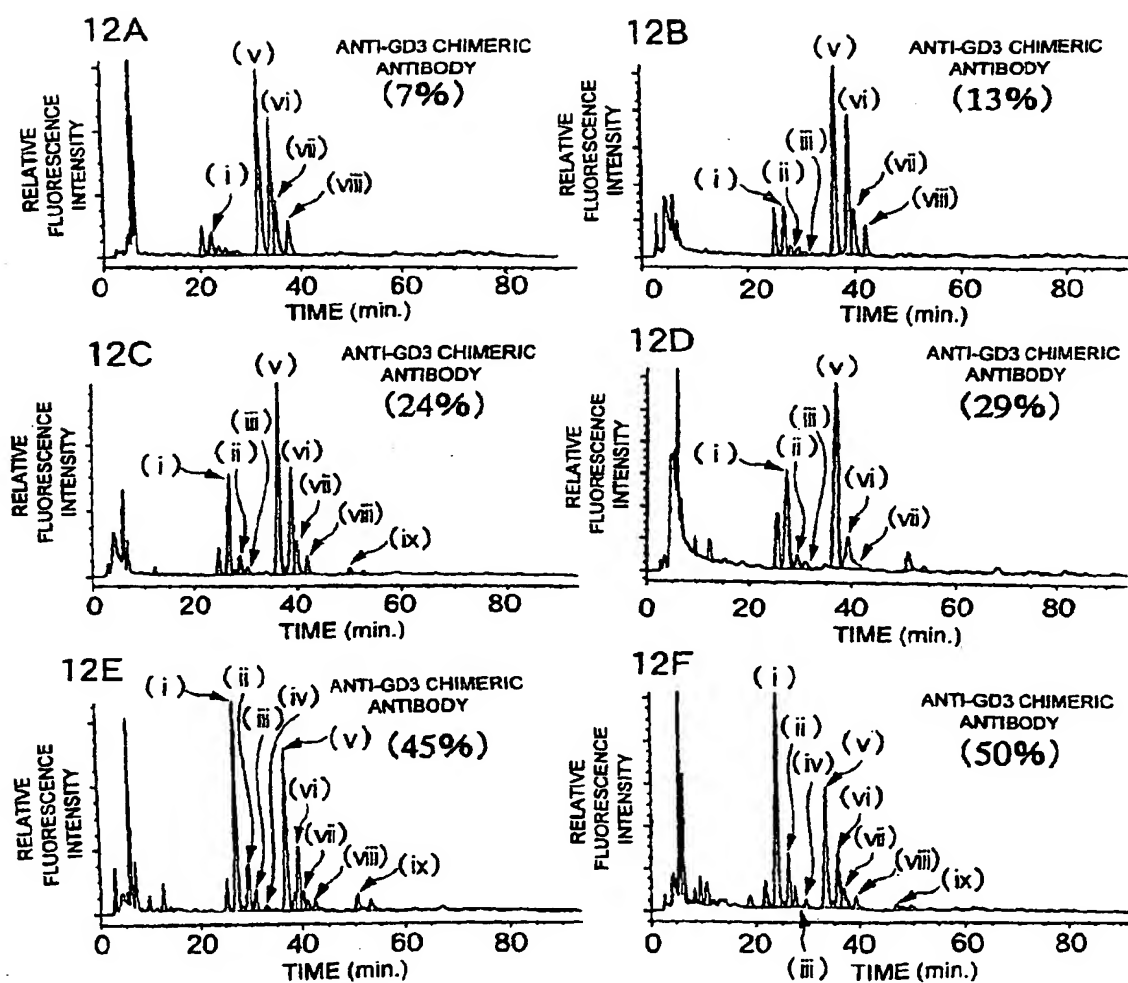 12A
ANTI-GD3 CHIMERIC
ANTIBODY
(7%)
(v)
(vi)
(vii)
(viii)
(i)
RELATIVE
FLUORESCENCE
INTENSITY
0 20 40 60 80
TIME (min.)
12B
ANTI-GD3 CHIMERIC
ANTIBODY
(13%)
(v)
(iii)
(vi)
(ii)
(i)
(vii)
(viii)
RELATIVE
FLUORESCENCE
INTENSITY
0 20 40 60 80
TIME (min.)
12C
ANTI-GD3 CHIMERIC
ANTIBODY
(24%)
(v)
(iii)
(ii)
(i)
(vi)
(vii)
(viii)
(ix)
RELATIVE
FLUORESCENCE
INTENSITY
0 20 40 60 80
TIME (min.)
12D
ANTI-GD3 CHIMERIC
ANTIBODY
(29%)
(v)
(iii)
(ii)
(i)
(vi)
(vii)
RELATIVE
FLUORESCENCE
INTENSITY
0 20 40 60 80
TIME (min.)
12E
ANTI-GD3 CHIMERIC
ANTIBODY
(45%)
(i)
(ii)
(iii)
(iv)
(v)
(vi)
(vii)
(viii)
(ix)
RELATIVE
FLUORESCENCE
INTENSITY
0 20 40 60 80
TIME (min.)
12F
ANTI-GD3 CHIMERIC
ANTIBODY
(50%)
(i)
(ii)
(iv)
(v)
(vi)
(vii)
(viii)
(ix)
RELATIVE
FLUORESCENCE
INTENSITY
0 20 40 60 80
(iii) TIME (min.)